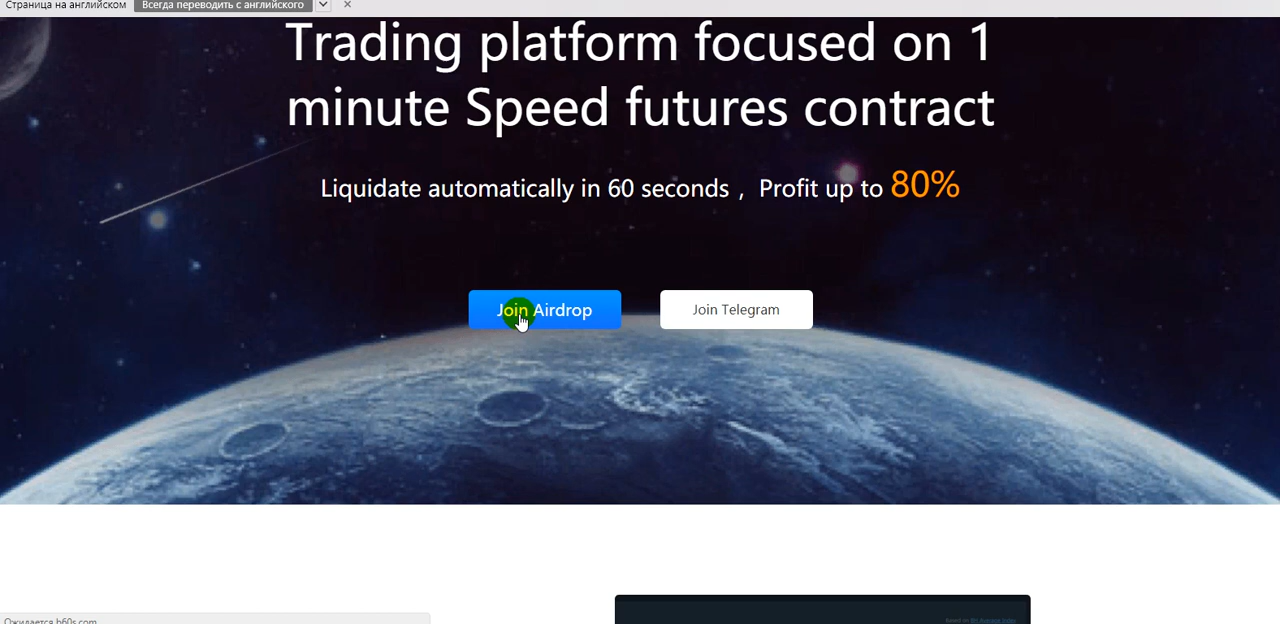 Страница на английском Всегда переводить с английского
Trading platform focused on 1
minute Speed futures contract
Liquidate automatically in 60 seconds , Profit up to 80%
Join Airdrop
Join Telegram
Ожидается b60s.com